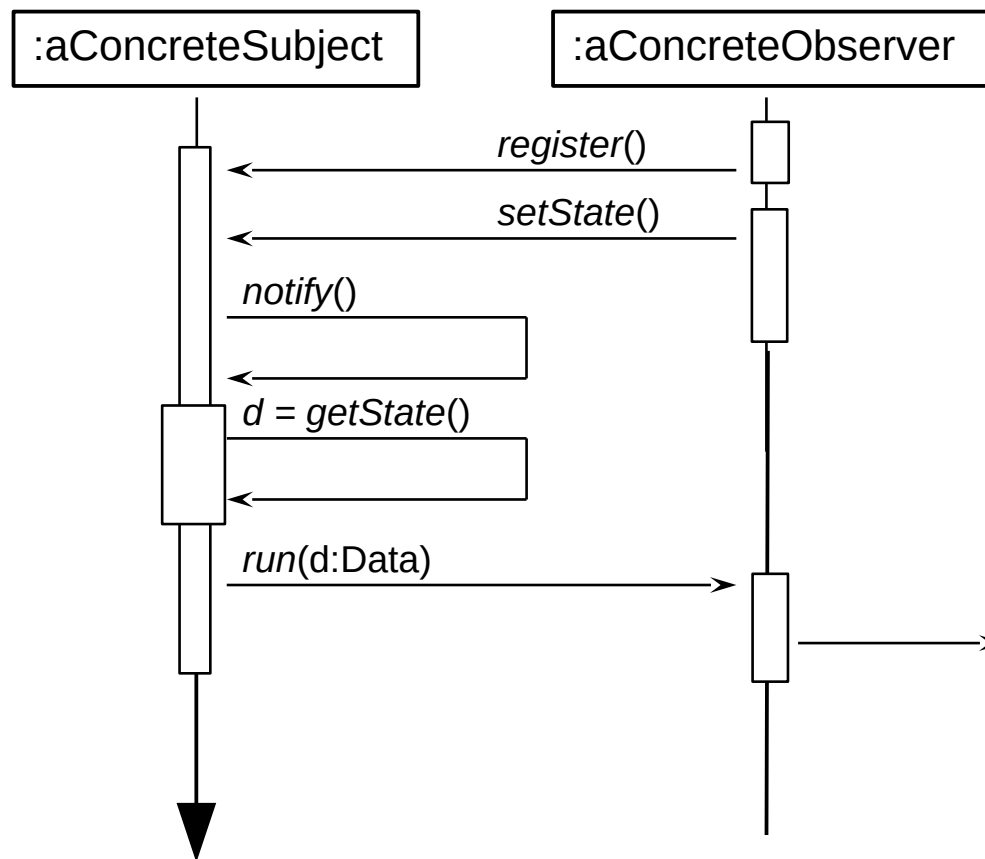 :aConcreteSubject
:aConcreteObserver
register()
setState()
notify()
d = getState()
run(d:Data)